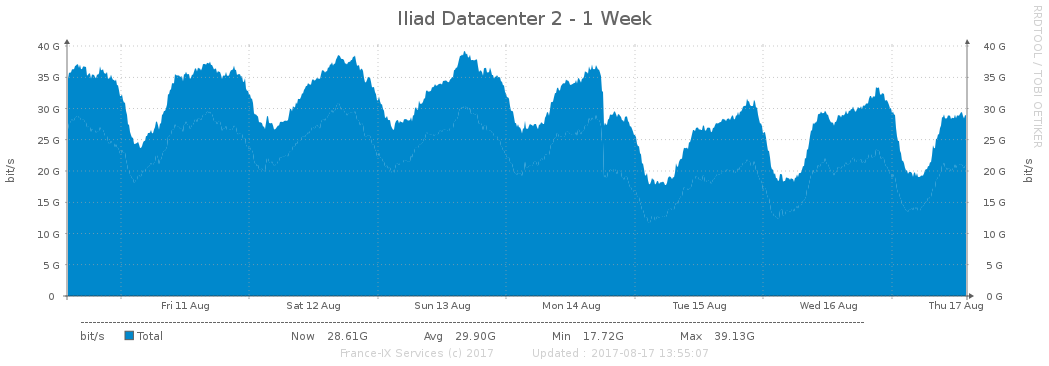 Iliad Datacenter 2 - 1 Week
RRDTOOL / TOBI OETIKER
40 G 40 G
35 G 35 G
30 G 30 G
25 G 25 G
20 G 20 G
15 G 15 G
10 G 10 G
5 G 5 G
0 0 G
bit/s
bit/s
Fri 11 Aug Sat 12 Aug Sun 13 Aug Mon 14 Aug Tue 15 Aug Wed 16 Aug Thu 17 Aug
bit/s Total Now 28.61G Avg 29.90G Min 17.72G Max 39.13G
France-IX Services (c) 2017 Updated : 2017-08-17 13:55:07